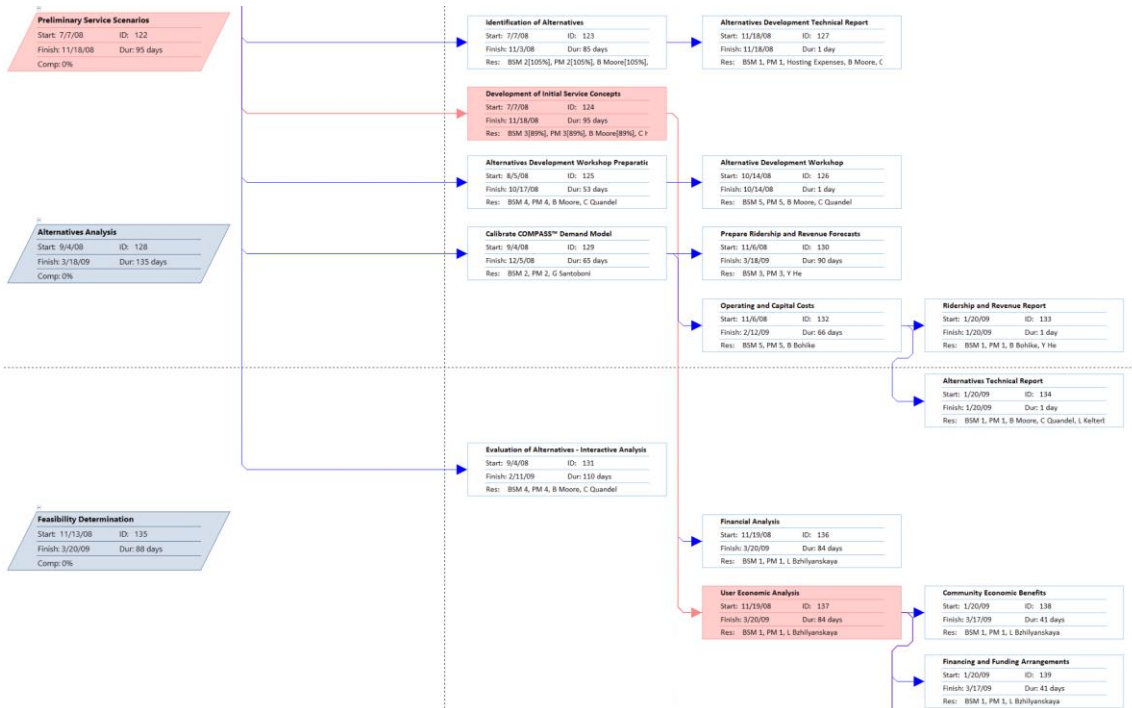 Preliminary Service Scenarios
Start: 7/7/08 ID: 122
Finish: 11/18/08 Dur: 95 days
Comp: 0%
Identification of Alternatives
Start: 7/7/08 ID: 123
Finish: 11/3/08 Dur: 85 days
Res: BSM 2[105%], PM 2[105%], B Moore[105%],
Alternatives Development Technical Report
Start: 11/18/08 ID: 127
Finish: 11/18/08 Dur: 1 day
Res: BSM 1, PM 1, Hosting Expenses, B Moore, C
Development of Initial Service Concepts
Start: 7/7/08 ID: 124
Finish: 11/18/08 Dur: 95 days
Res: BSM 3[89%], PM 3[89%], B Moore[89%], C
Alternatives Development Workshop
Start: 8/5/08 ID: 125
Finish: 10/17/08 Dur: 53 days
Res: BSM 4, PM 4, B Moore, C Quandel
Alternative Development Workshop
Start: 10/14/08 ID: 126
Finish: 10/14/08 Dur: 1 day
Res: BSM 5, PM 5, B Moore, C Quandel
Alternatives Analysis
Start: 9/4/08 ID: 128
Finish: 3/18/09 Dur: 135 days
Comp: 0%
Calibrate COMPASS™ Demand Model
Start: 9/4/08 ID: 129
Finish: 12/5/08 Dur: 65 days
Res: BSM 2, PM 2, G Santoboni
Prepare Ridership and Revenue Forecasts
Start: 11/6/08 ID: 130
Finish: 3/18/09 Dur: 90 days
Res: BSM 3, PM 3, Y He
Operating and Capital Costs
Start: 11/6/08 ID: 132
Finish: 2/12/09 Dur: 66 days
Res: BSM 5, PM 5, B Bohlke
Ridership and Revenue Report
Start: 1/20/09 ID: 133
Finish: 1/20/09 Dur: 1 day
Res: BSM 1, PM 1, B Bohlke, Y He
Alternatives Technical Report
Start: 1/20/09 ID: 134
Finish: 1/20/09 Dur: 1 day
Res: BSM 1, PM 1, B Moore, C Quandel, L
Evaluation of Alternatives - Interactive Analysis
Start: 9/4/08 ID: 131
Finish: 2/11/09 Dur: 110 days
Res: BSM 4, PM 4, B Moore, C Quandel
Feasibility Determination
Start: 11/13/08 ID: 135
Finish: 3/20/09 Dur: 88 days
Comp: 0%
Financial Analysis
Start: 11/19/08 ID: 136
Finish: 3/20/09 Dur: 84 days
Res: BSM 1, PM 1, L Bzhilyanskaya
User Economic Analysis
Start: 11/19/08 ID: 137
Finish: 3/20/09 Dur: 84 days
Res: BSM 1, PM 1, L Bzhilyanskaya
Community Economic Benefits
Start: 1/20/09 ID: 138
Finish: 3/17/09 Dur: 41 days
Res: BSM 1, PM 1, L Bzhilyanskaya
Financing and Funding Arrangements
Start: 1/20/09 ID: 139
Finish: 3/17/09 Dur: 41 days
Res: BSM 1, PM 1, L Bzhilyanskaya